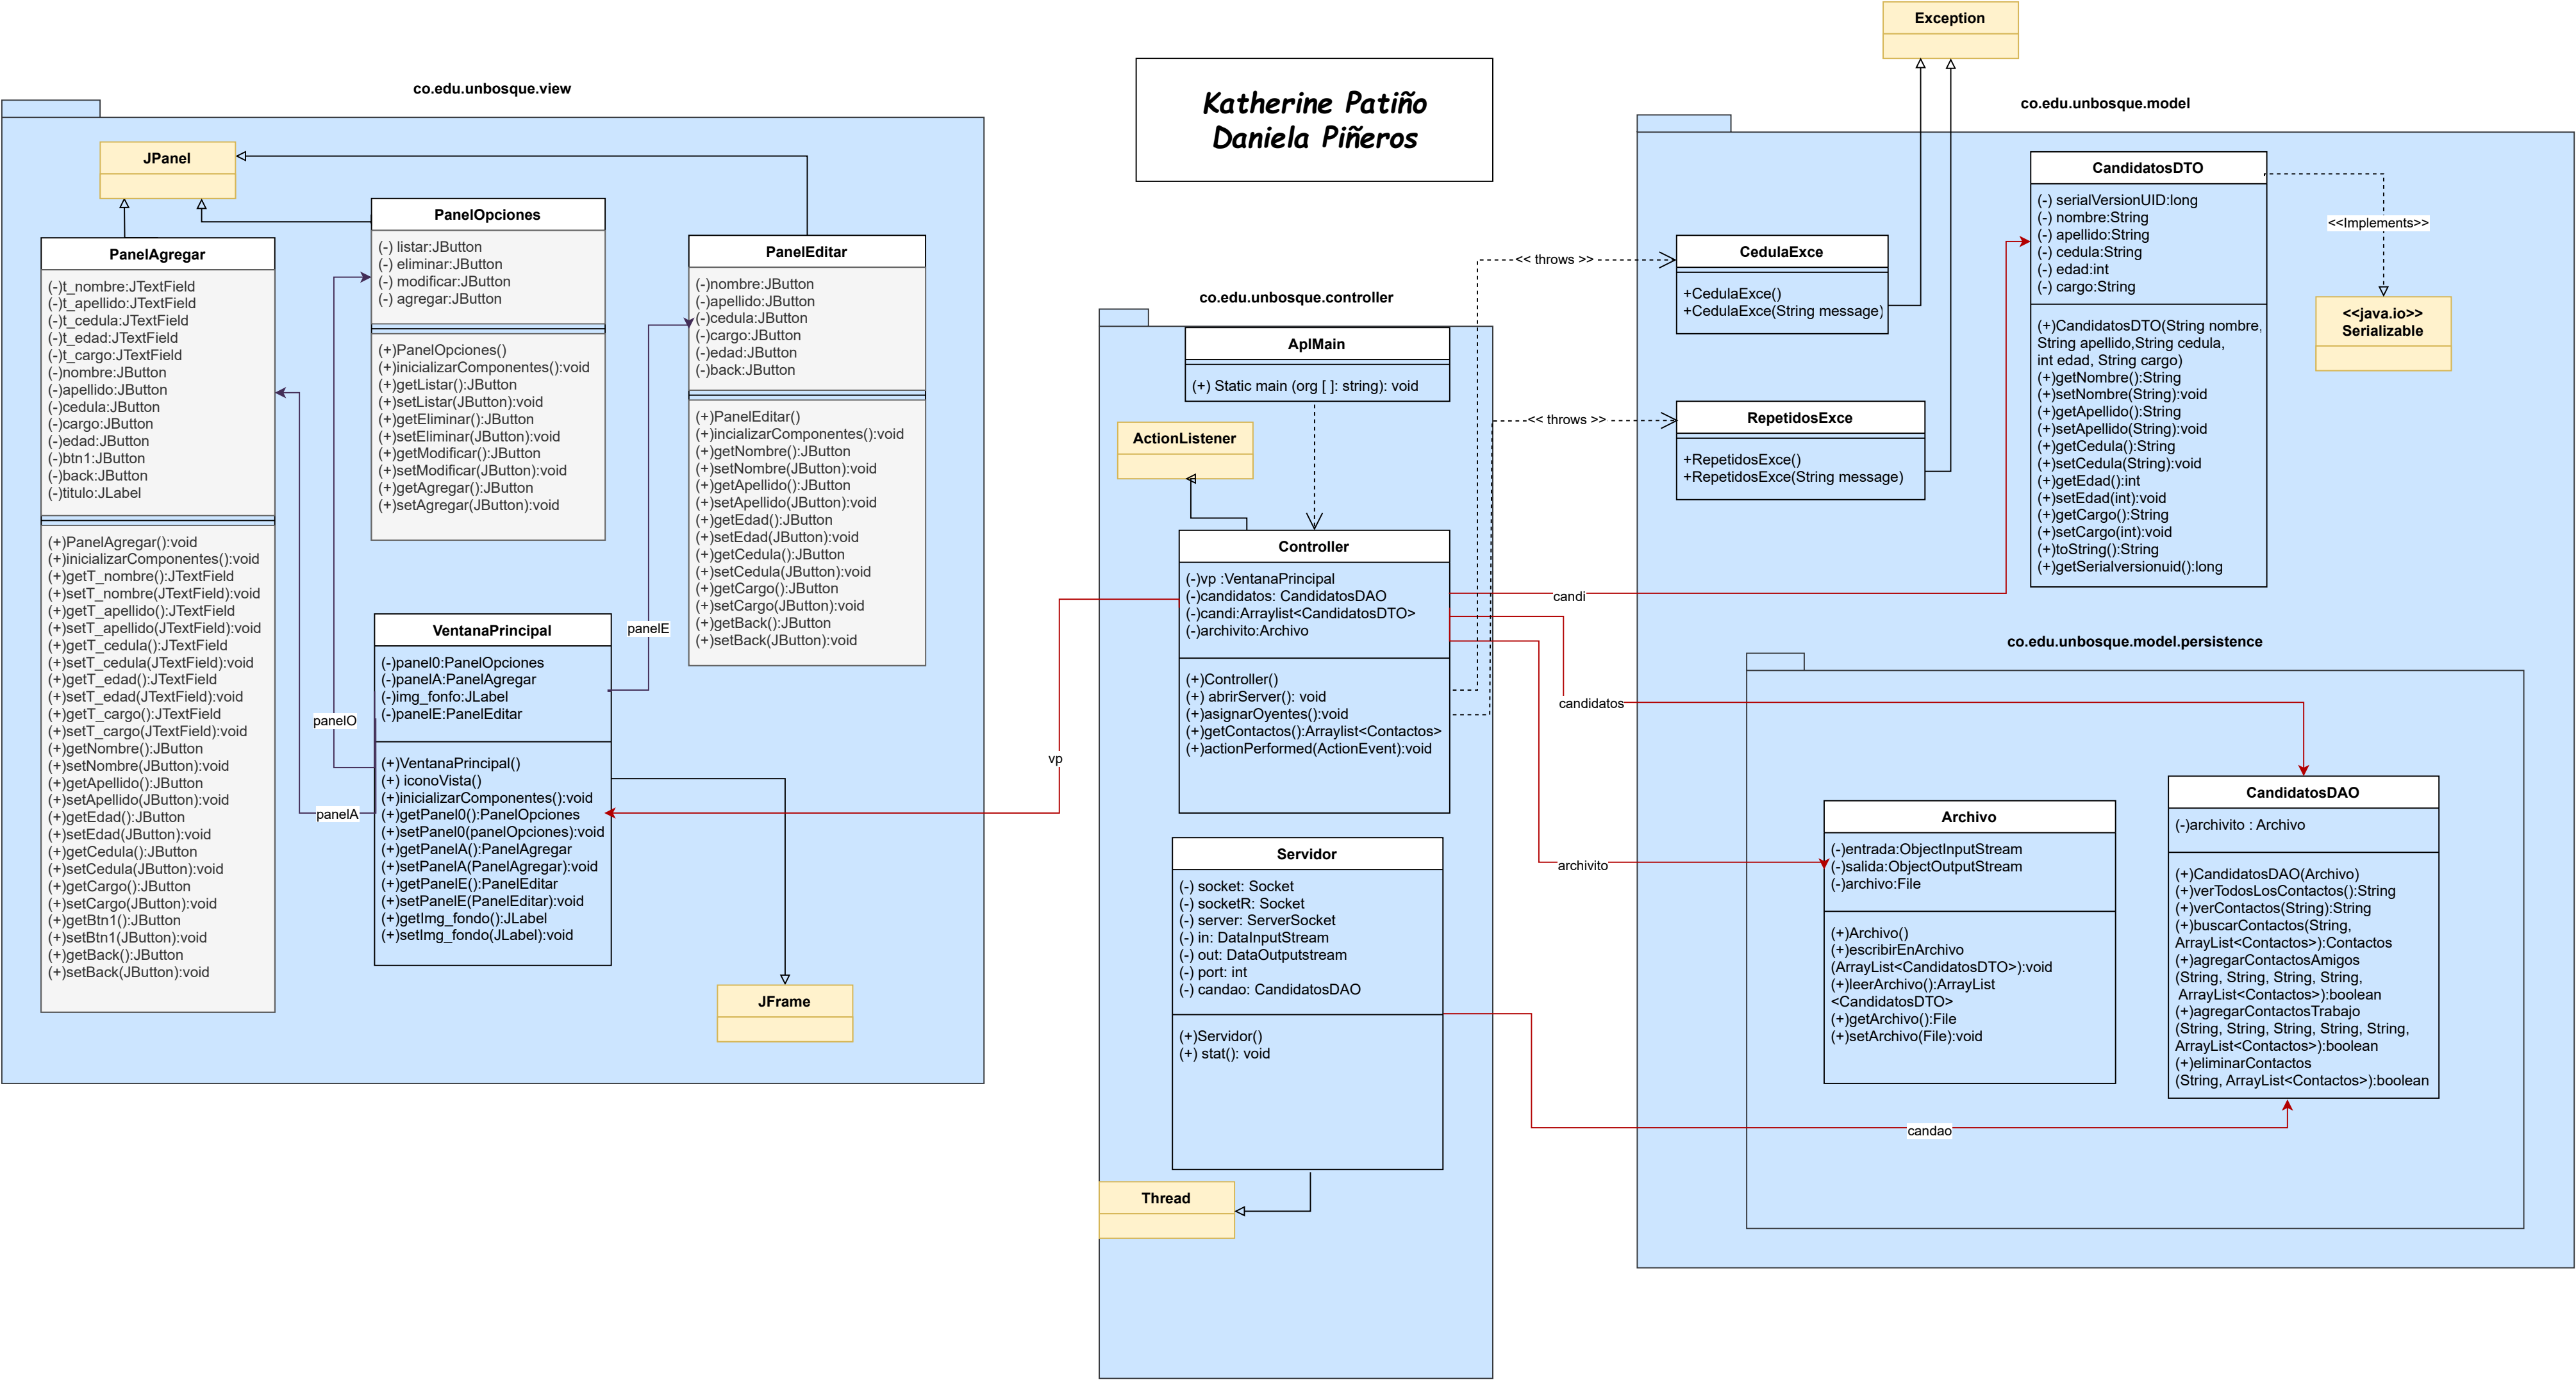 co.edu.unbosque.view
JPanel
PanelAgregar
(-)t_nombre:JTextField
(-)t_apellido:JTextField
(-)t_cedula:JTextField
(-)t_edad:JTextField
(-)t_cargo:JTextField
(-)nombre:JButton
(-)apellido:JButton
(-)cedula:JButton
(-)cargo:JButton
(-)edad:JButton
(-)btn1:JButton
(-)back:JButton
(-)titulo:JLabel
(+)PanelAgregar():void
(+)inicializarComponentes():void
(+)getT_nombre():JTextField
(+)setT_nombre(JTextField):void
(+)getT_apellido():JTextField
(+)setT_apellido(JTextField):void
(+)getT_cedula():JTextField
(+)setT_cedula(JTextField):void
(+)getT_edad():JTextField
(+)setT_edad(JTextField):void
(+)getT_cargo():JTextField
(+)setT_cargo(JTextField):void
(+)getNombre():JButton
(+)setNombre(JButton):void
(+)getApellido():JButton
(+)setApellido(JButton):void
(+)getEdad():JButton
(+)setEdad(JButton):void
(+)getCedula():JButton
(+)setCedula(JButton):void
(+)getCargo():JButton
(+)setCargo(JButton):void
(+)getBtn1():JButton
(+)setBtn1(JButton):void
(+)getBack():JButton
(+)setBack(JButton):void
PanelOpciones
(-) listar:JButton
(-) eliminar:JButton
(-) modificar:JButton
(-) agregar:JButton
(+)PanelOpciones()
(+)inicializarComponentes():void
(+)getListar():JButton
(+)setListar(JButton):void
(+)getEliminar():JButton
(+)setEliminar(JButton):void
(+)getModificar():JButton
(+)setModificar(JButton):void
(+)getAgregar():JButton
(+)setAgregar(JButton):void
PanelEditar
(-)nombre:JButton
(-)apellido:JButton
(-)cedula:JButton
(-)cargo:JButton
(-)edad:JButton
(-)back:JButton
(+)PanelEditar()
(+)incializarComponentes():void
(+)getNombre():JButton
(+)setNombre(JButton):void
(+)getApellido():JButton
(+)setApellido(JButton):void
(+)getEdad():JButton
(+)setEdad(JButton):void
(+)getCedula():JButton
(+)setCedula(JButton):void
(+)getCargo():JButton
(+)setCargo(JButton):void
(+)getBack():JButton
(+)setBack(JButton):void
panelE
panelO
panelA
VentanaPrincipal
(-)panel0:PanelOpciones
(-)panelA:PanelAgregar
(-)img_fonfo:JLabel
(-)panelE:PanelEditar
(+)VentanaPrincipal()
(+) iconoVista()
(+)inicializarComponentes():void
(+)getPanel0():PanelOpciones
(+)setPanel0(panelOpciones):void
(+)getPanelA():PanelAgregar
(+)setPanelA(PanelAgregar):void
(+)getPanelE():PanelEditar
(+)setPanelE(PanelEditar):void
(+)getImg_fondo():JLabel
(+)setImg_fondo(JLabel):void
JFrame
vp
Katherine Patiño
Daniela Piñeros
co.edu.unbosque.controller
AplMain
(+) Static main (org [ ]: string): void
ActionListener
Controller
(-)vp :VentanaPrincipal
(-)candidatos: CandidatosDAO
(-)candi:Arraylist<CandidatosDTO>
(-)archivito:Archivo
(+)Controller()
(+) abrirServer(): void
(+)asignarOyentes():void
(+)getContactos():Arraylist<Contactos>
(+)actionPerformed(ActionEvent):void
Servidor
(-) socket: Socket
(-) socketR: Socket
(-) server: ServerSocket
(-) in: DataInputStream
(-) out: DataOutputstream
(-) port: int
(-) candao: CandidatosDAO
(+)Servidor()
(+) stat(): void
Thread
<< throws >>
<< throws >>
candi
candidatos
archivito
candao
Exception
co.edu.unbosque.model
CedulaExce
+CedulaExce()
+CedulaExce(String message)
RepetidosExce
+RepetidosExce()
+RepetidosExce(String message)
CandidatosDTO
(-) serialVersionUID:long
(-) nombre:String
(-) apellido:String
(-) cedula:String
(-) edad:int
(-) cargo:String
(+)CandidatosDTO(String nombre,
String apellido,String cedula,
int edad, String cargo)
(+)getNombre():String
(+)setNombre(String):void
(+)getApellido():String
(+)setApellido(String):void
(+)getCedula():String
(+)setCedula(String):void
(+)getEdad():int
(+)setEdad(int):void
(+)getCargo():String
(+)setCargo(int):void
(+)toString():String
(+)getSerialversionuid():long
<<Implements>>
<<java.io>>
Serializable
co.edu.unbosque.model.persistence
Archivo
(-)entrada:ObjectInputStream
(-)salida:ObjectOutputStream
(-)archivo:File
(+)Archivo()
(+)escribirEnArchivo
(ArrayList<CandidatosDTO>):void
(+)leerArchivo():ArrayList
<CandidatosDTO>
(+)getArchivo():File
(+)setArchivo(File):void
CandidatosDAO
(-)archivito : Archivo
(+)CandidatosDAO(Archivo)
(+)verTodosLosContactos():String
(+)verContactos(String):String
(+)buscarContactos(String,
ArrayList<Contactos>):Contactos
(+)agregarContactosAmigos
(String, String, String, String,
ArrayList<Contactos>):boolean
(+)agregarContactosTrabajo
(String, String, String, String, String,
ArrayList<Contactos>):boolean
(+)eliminarContactos
(String, ArrayList<Contactos>):boolean